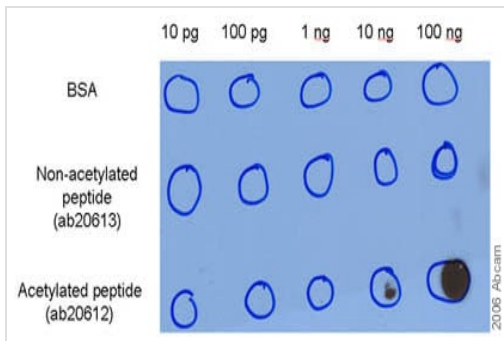 10 pg 100 pg 1 ng 10 ng 100 ng
BSA
Non-acetylated
peptide
(ab20613)
Acetylated peptide
(ab20612)
2006 Abcam